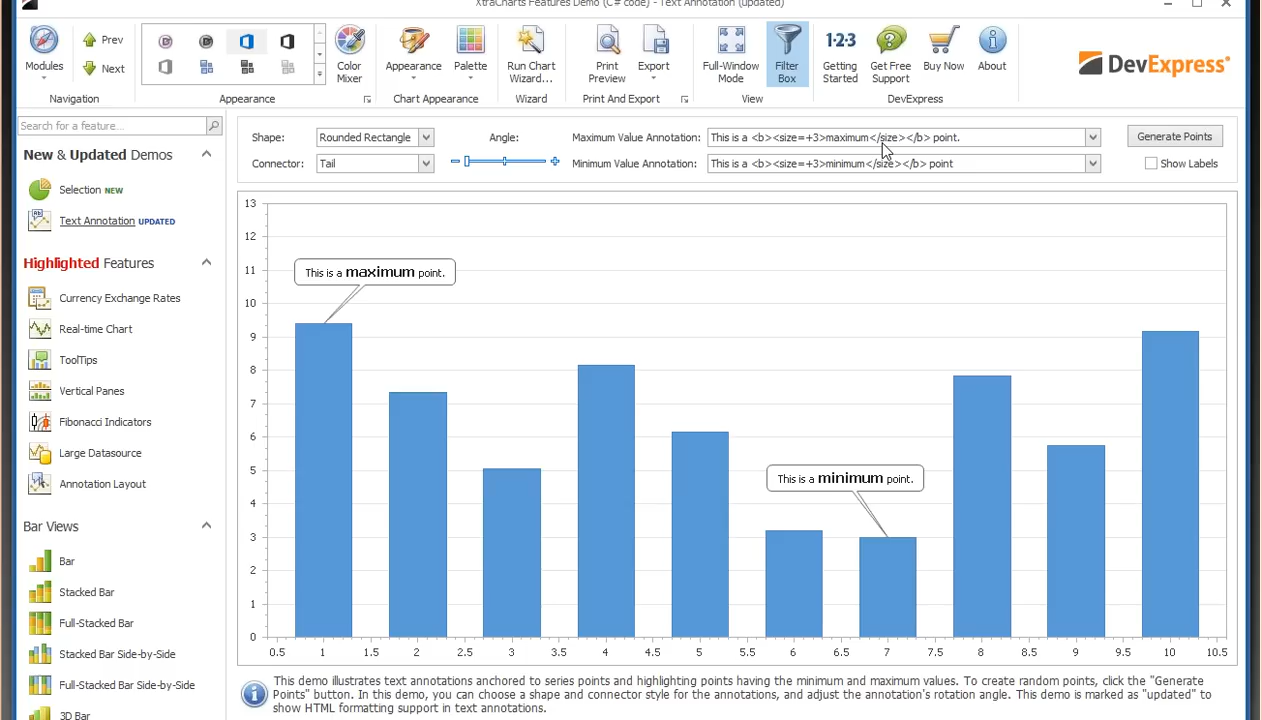 XtraCharts Features Demo (C# code) - Text Annotation (updated)
Modules
Prev
Next
Navigation
Color
Mixer
Appearance
Appearance
Palette
Chart Appearance
Run Chart
Wizard...
Wizard
Print
Preview
Export
Print And Export
Full-Window
Mode
Filter
Box
View
1·2·3
Getting
Started
Get Free
Support
Buy Now
About
DevExpress
DevExpress
Search for a feature...
New & Updated Demos
Selection NEW
Text Annotation UPDATED
Highlighted Features
Currency Exchange Rates
Real-time Chart
ToolTips
Vertical Panes
Fibonacci Indicators
Large Datasource
Annotation Layout
Bar Views
Bar
Stacked Bar
Full-Stacked Bar
Stacked Bar Side-by-Side
Full-Stacked Bar Side-by-Side
3D Bar
Shape: Rounded Rectangle
Connector: Tail
Angle:
Maximum Value Annotation: This is a <b><size=+3>maximum</size></b> point.
Minimum Value Annotation: This is a <b><size=+3>minimum</size></b> point
Generate Points
Show Labels
13
12
11
10
9
8
7
6
5
4
3
2
1
0
This is a maximum point.
This is a minimum point.
0.5 1 1.5 2 2.5 3 3.5 4 4.5 5 5.5 6 6.5 7 7.5 8 8.5 9 9.5 10 10.5
This demo illustrates text annotations anchored to series points and highlighting points having the minimum and maximum values. To create random points, click the "Generate
Points" button. In this demo, you can choose a shape and connector style for the annotations, and adjust the annotation's rotation angle. This demo is marked as "updated" to
show HTML formatting support in text annotations.